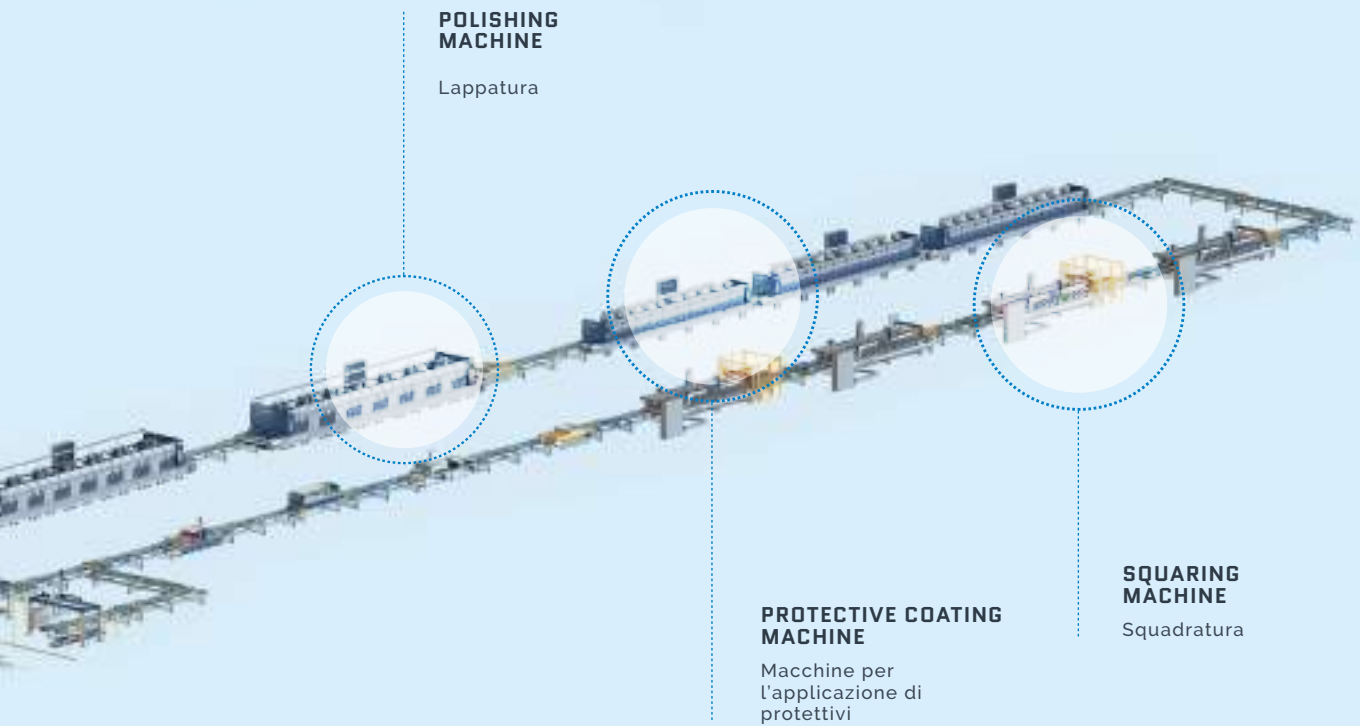 POLISHING
MACHINE
Lappatura
PROTECTIVE COATING
MACHINE
Macchine per
l'applicazione di
protettivi
SQUARING
MACHINE
Squadratura